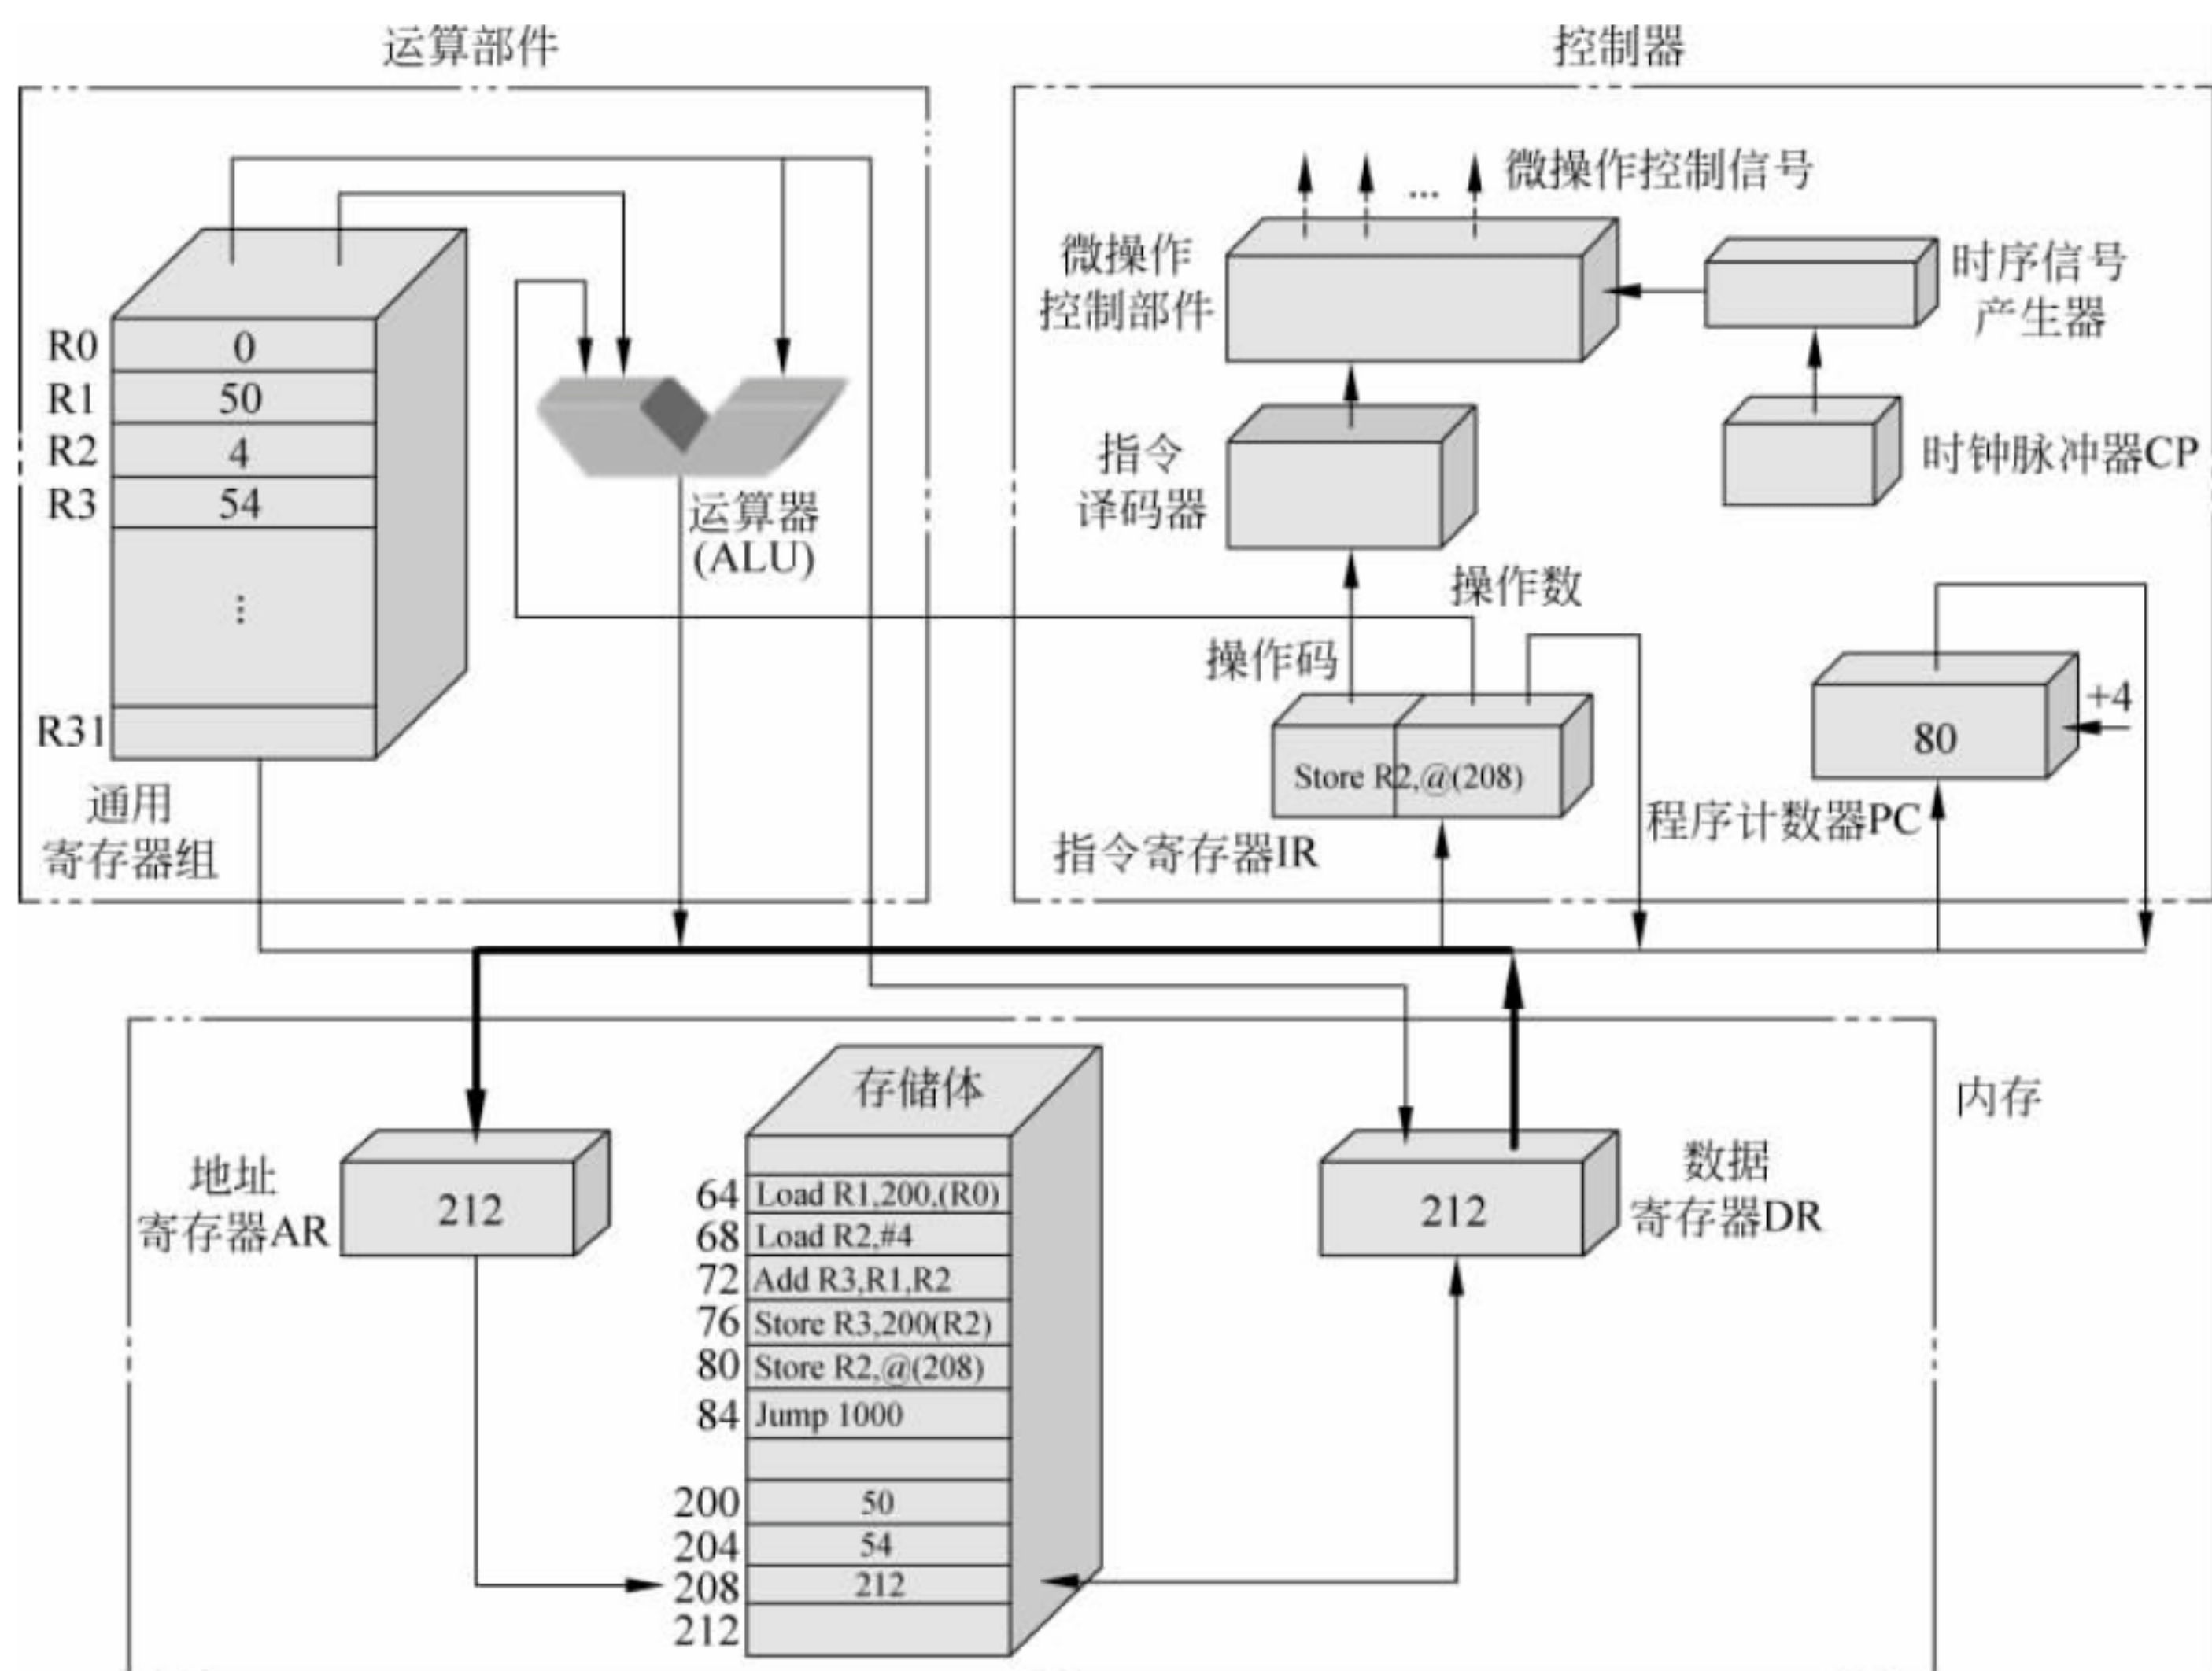 运算部件
R0 0
R1 50
R2 4
R3 54
⋮
R31
通用
寄存器组
运算器
(ALU)
控制器
微操作控制信号
...
微操作
控制部件
时序信号
产生器
指令
译码器
时钟脉冲器CP
操作数
操作码
Store R2,@(208)
指令寄存器IR
80
+4
程序计数器PC
内存
地址
寄存器AR
212
存储体
64 Load R1,200,(R0)
68 Load R2,#4
72 Add R3,R1,R2
76 Store R3,200(R2)
80 Store R2,@(208)
84 Jump 1000
200 50
204 54
208 212
212
212
数据
寄存器DR